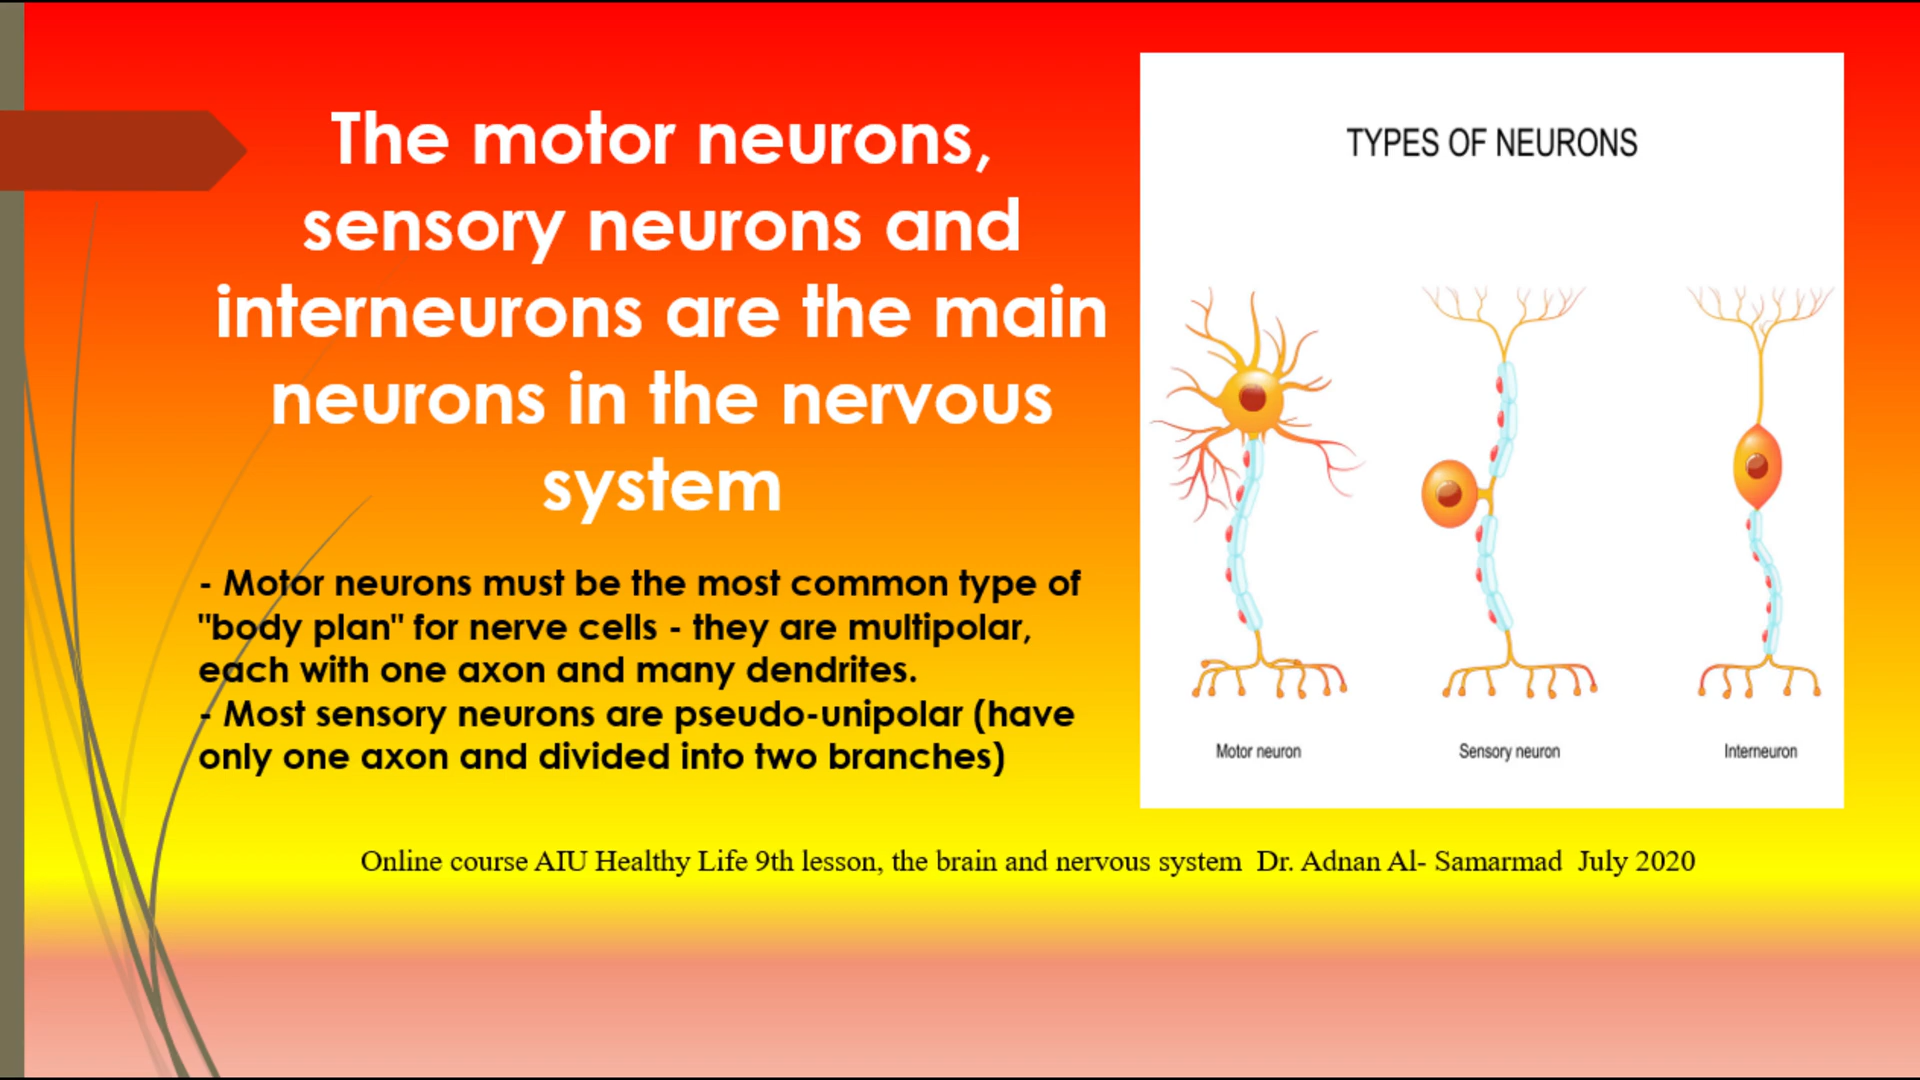 The motor neurons,
sensory neurons and
interneurons are the main
neurons in the nervous
system
- Motor neurons must be the most common type of
"body plan" for nerve cells - they are multipolar,
each with one axon and many dendrites.
- Most sensory neurons are pseudo-unipolar (have
only one axon and divided into two branches)
TYPES OF NEURONS
Motor neuron
Sensory neuron
Interneuron
Online course AIU Healthy Life 9th lesson, the brain and nervous system  Dr. Adnan Al- Samarmad  July 2020